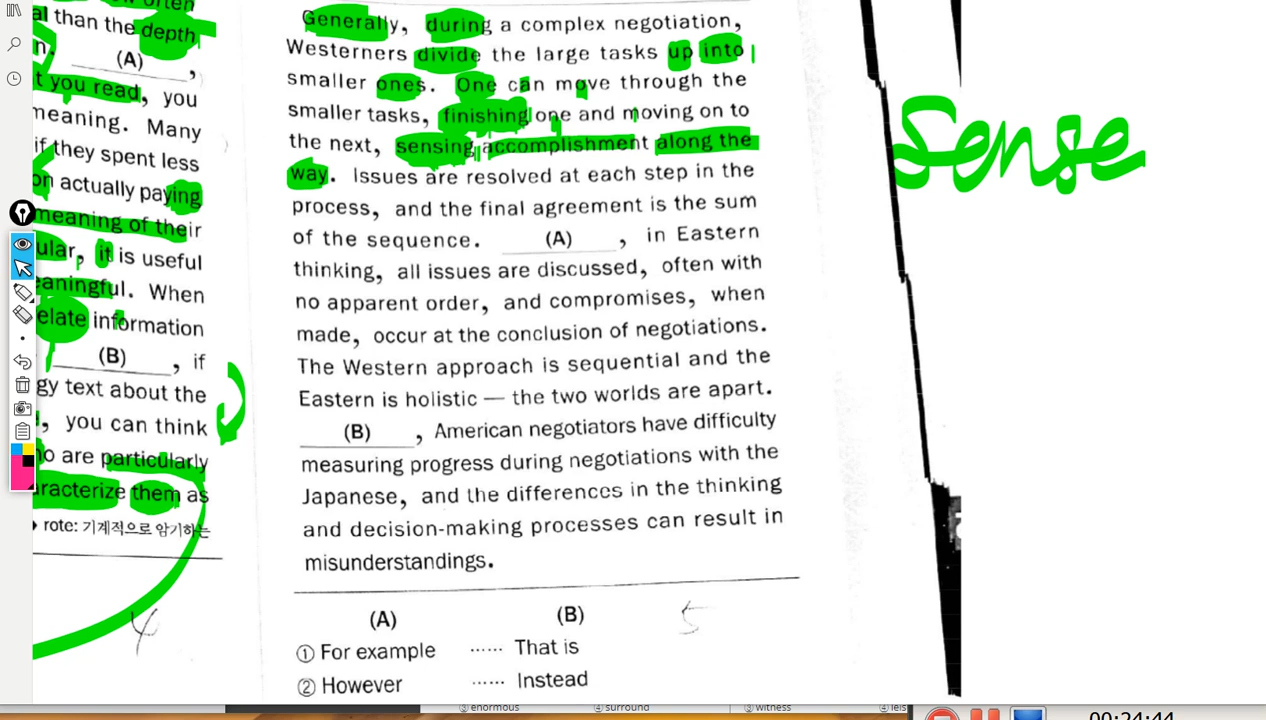 al than the depth
n. (A) ,
t you read, you
meaning. Many
if they spent less
on actually paying
meaning of their
ular, it is useful
eaningful. When
elate information
(B) , if
gy text about the
, you can think
no are particularly
aracterize them as
rote: 기계적으로 암기하는
4
Generally, during a complex negotiation,
Westerners divide the large tasks up into
smaller ones. One can move through the
smaller tasks, finishing one and moving on to
the next, sensing accomplishment along the
way. Issues are resolved at each step in the
process, and the final agreement is the sum
of the sequence. (A) , in Eastern
thinking, all issues are discussed, often with
no apparent order, and compromises, when
made, occur at the conclusion of negotiations.
The Western approach is sequential and the
Eastern is holistic — the two worlds are apart.
(B) , American negotiators have difficulty
measuring progress during negotiations with the
Japanese, and the differences in the thinking
and decision-making processes can result in
misunderstandings.
(A) (B) 5
① For example ...... That is
② However ...... Instead
Sense
② enormous ④ surround ② witness
00:24:44